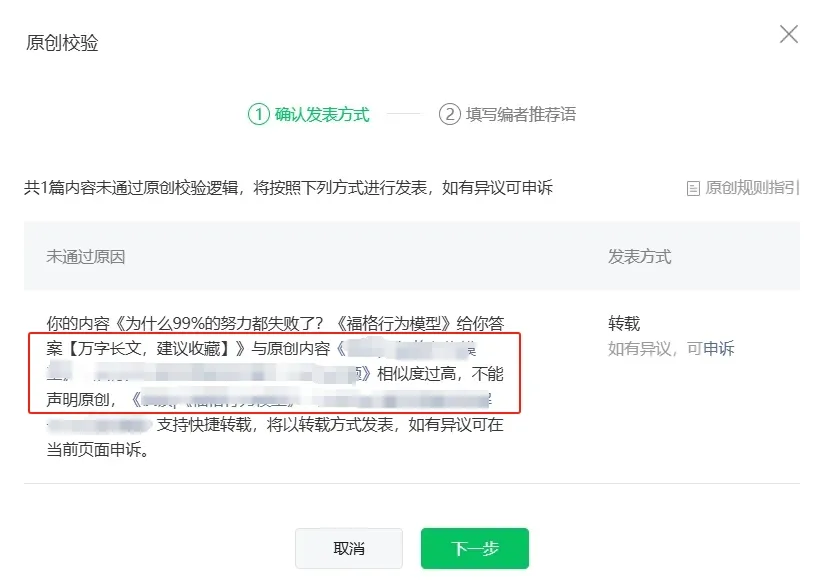 原创校验
1 确认发表方式
2 填写编者推荐语
共1篇内容未通过原创校验逻辑，将按照下列方式进行发表，如有异议可申诉
原创规则指引
未通过原因
发表方式
你的内容《为什么99%的努力都失败了？《福格行为模型》给你答
案【万字长文，建议收藏】》与原创内容《
》相似度过高，不能
声明原创，《
支持快捷转载，将以转载方式发表，如有异议可在
当前页面申诉。
转载
如有异议，可申诉
取消
下一步